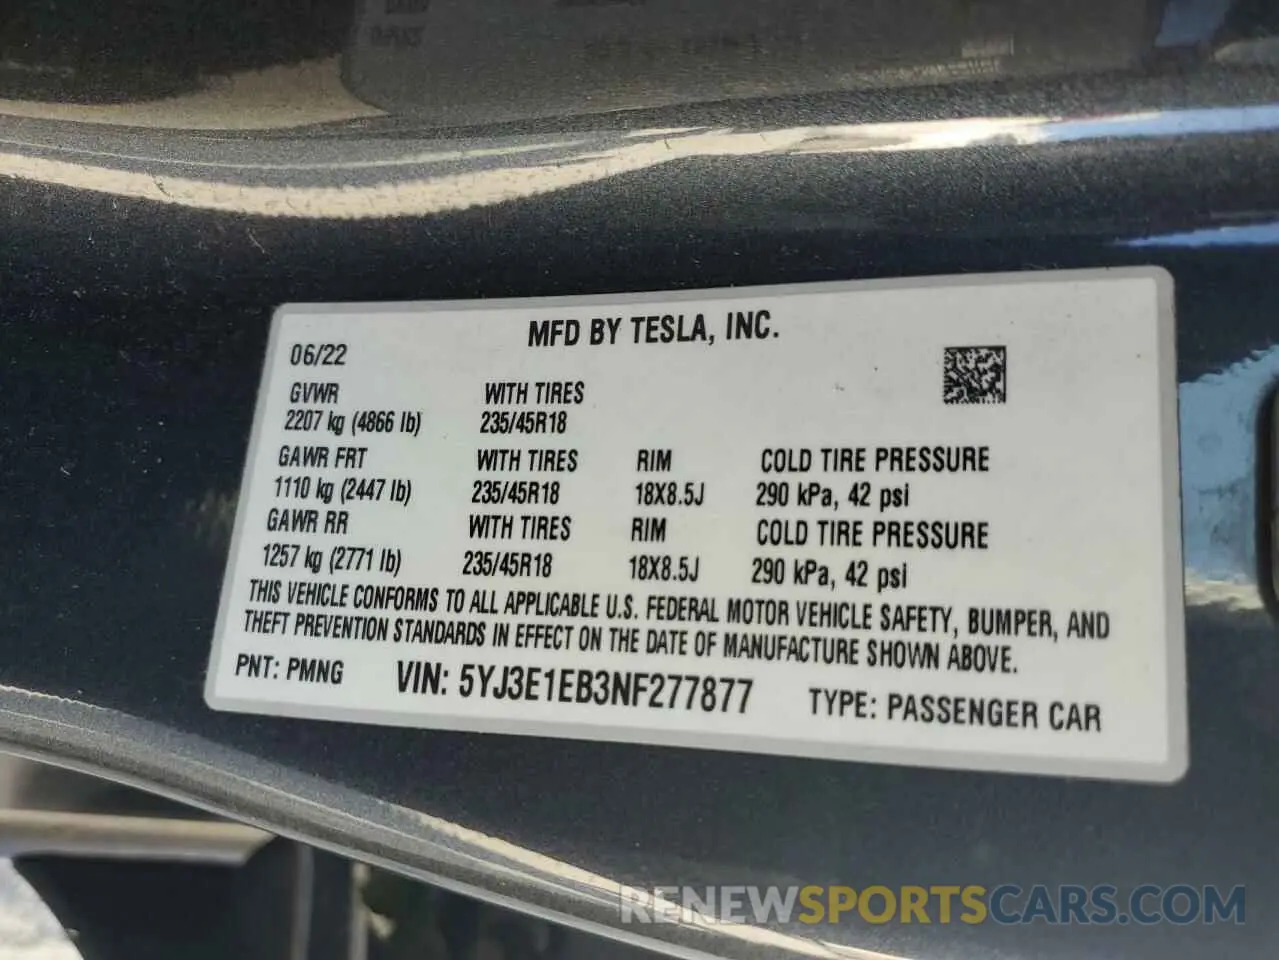 MFD BY TESLA, INC.
06/22
GVWR WITH TIRES
2207 kg (4866 lb) 235/45R18
GAWR FRT WITH TIRES RIM COLD TIRE PRESSURE
1110 kg (2447 lb) 235/45R18 18X8.5J 290 kPa, 42 psi
GAWR RR WITH TIRES RIM COLD TIRE PRESSURE
1257 kg (2771 lb) 235/45R18 18X8.5J 290 kPa, 42 psi
THIS VEHICLE CONFORMS TO ALL APPLICABLE U.S. FEDERAL MOTOR VEHICLE SAFETY, BUMPER, AND
THEFT PREVENTION STANDARDS IN EFFECT ON THE DATE OF MANUFACTURE SHOWN ABOVE.
PNT: PMNG VIN: 5YJ3E1EB3NF277877 TYPE: PASSENGER CAR
RENEWSPORTSCARS.COM